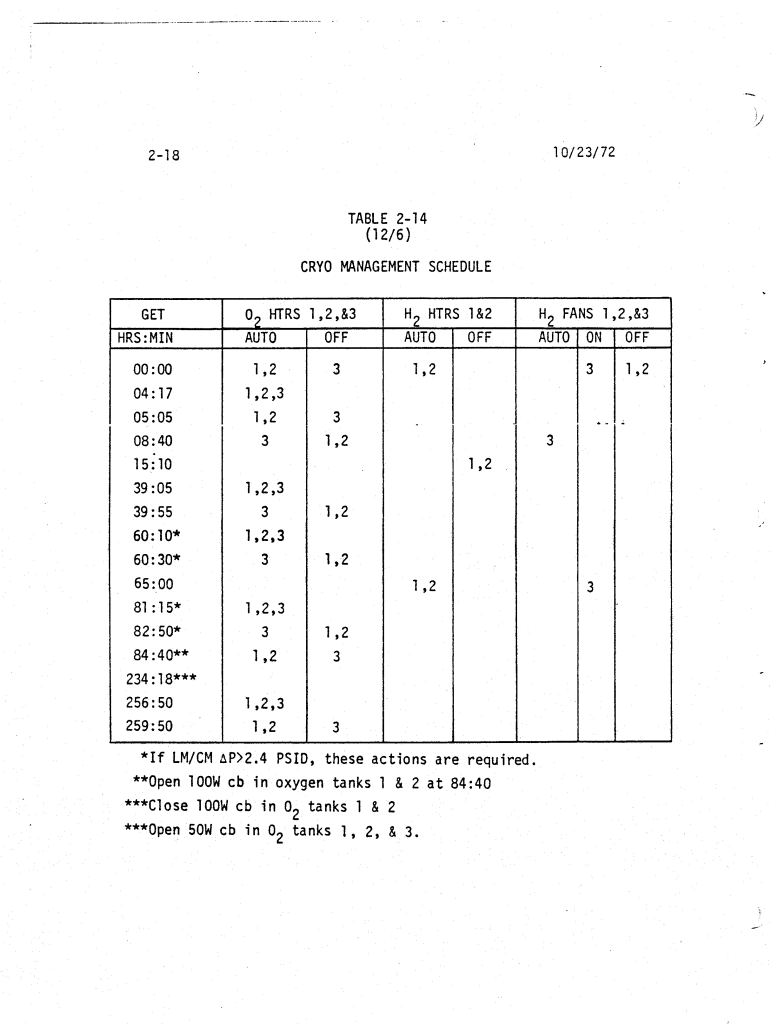 2-18 10/23/72
TABLE 2-14
(12/6)
CRYO MANAGEMENT SCHEDULE
GET O2 HTRS 1,2,&3 H2 HTRS 1&2 H2 FANS 1,2,&3
HRS:MIN AUTO OFF AUTO OFF AUTO ON OFF
00:00 1,2 3 1,2 3 1,2
04:17 1,2,3
05:05 1,2 3
08:40 3 1,2 3
15:10 1,2
39:05 1,2,3
39:55 3 1,2
60:10* 1,2,3
60:30* 3 1,2
65:00 1,2 3
81:15* 1,2,3
82:50* 3 1,2
84:40** 1,2 3
234:18***
256:50 1,2,3
259:50 1,2 3
*If LM/CM ΔP>2.4 PSID, these actions are required.
**Open 100W cb in oxygen tanks 1 & 2 at 84:40
***Close 100W cb in O2 tanks 1 & 2
***Open 50W cb in O2 tanks 1, 2, & 3.